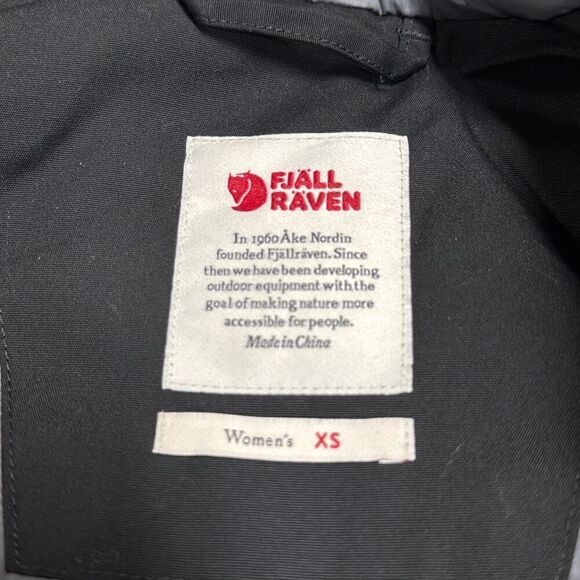 FJÄLL
RÄVEN
In 1960 Åke Nordin
founded Fjällräven. Since
then we have been developing
outdoor equipment with the
goal of making nature more
accessible for people.
Made in China
Women's XS